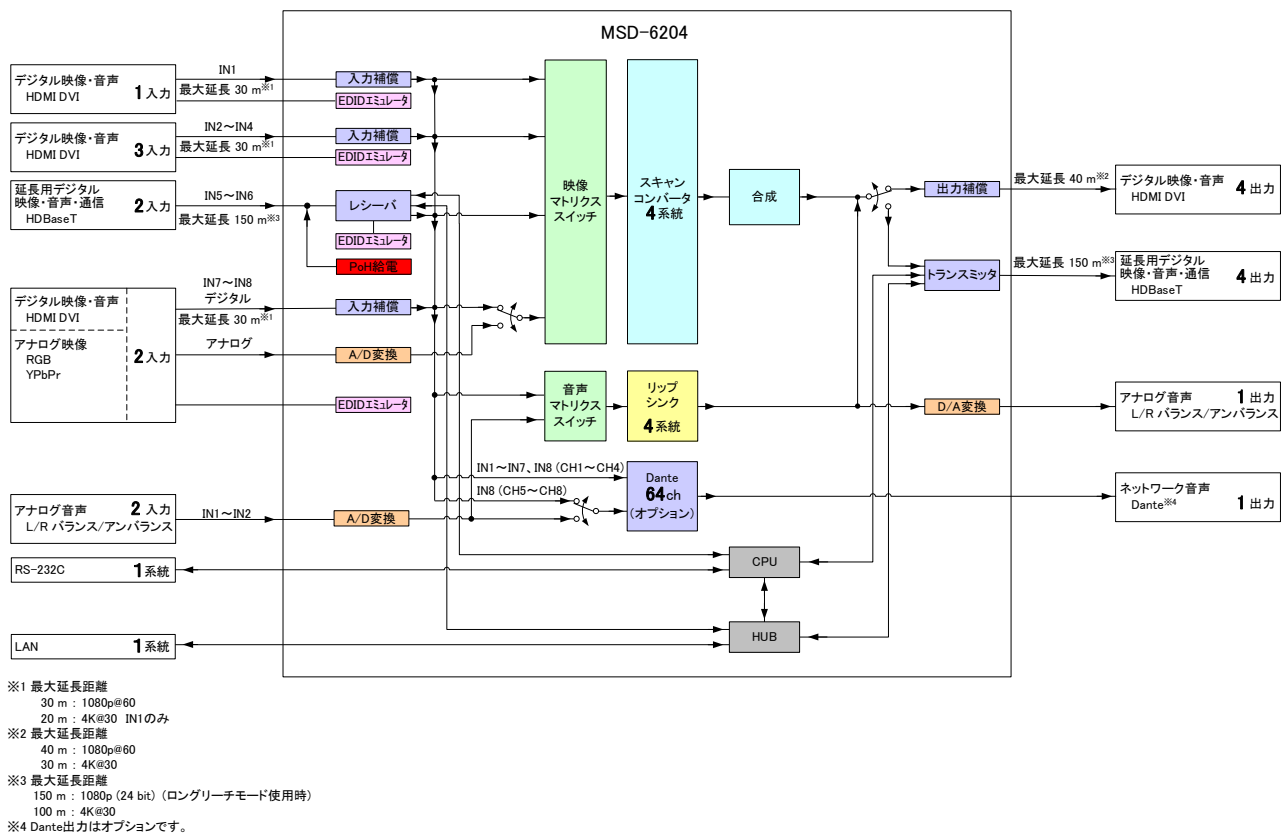 MSD-6204
デジタル映像・音声
HDMI DVI
1入力
IN1
最大延長 30 m※1
入力補償
EDIDエミュレータ
デジタル映像・音声
HDMI DVI
3入力
IN2～IN4
最大延長 30 m※1
入力補償
EDIDエミュレータ
延長用デジタル
映像・音声・通信
HDBaseT
2入力
IN5～IN6
最大延長 150 m※3
レシーバ
EDIDエミュレータ
PoH給電
デジタル映像・音声
HDMI DVI
アナログ映像
RGB
YPbPr
2入力
IN7～IN8
デジタル
最大延長 30 m※1
アナログ
入力補償
A/D変換
EDIDエミュレータ
映像
マトリクス
スイッチ
スキャン
コンバータ
4系統
合成
出力補償
最大延長 40 m※2
デジタル映像・音声
HDMI DVI
4出力
トランスミッタ
最大延長 150 m※3
延長用デジタル
映像・音声・通信
HDBaseT
4出力
音声
マトリクス
スイッチ
リップ
シンク
4系統
D/A変換
アナログ音声
1出力
L/R バランス/アンバランス
IN1～IN7、IN8 (CH1～CH4)
IN8 (CH5～CH8)
Dante
64ch
(オプション)
ネットワーク音声
Dante※4
1出力
アナログ音声
2入力
L/R バランス/アンバランス
IN1～IN2
A/D変換
RS-232C
1系統
CPU
LAN
1系統
HUB
※1 最大延長距離
30 m : 1080p@60
20 m : 4K@30 IN1のみ
※2 最大延長距離
40 m : 1080p@60
30 m : 4K@30
※3 最大延長距離
150 m : 1080p (24 bit) (ロングリーチモード使用時)
100 m : 4K@30
※4 Dante出力はオプションです。